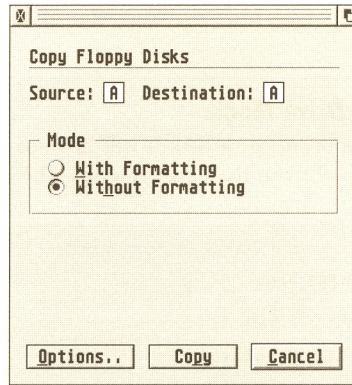 Copy Floppy Disks
Source: A Destination: A
Mode
With Formatting
Without Formatting
Options.. Copy Cancel